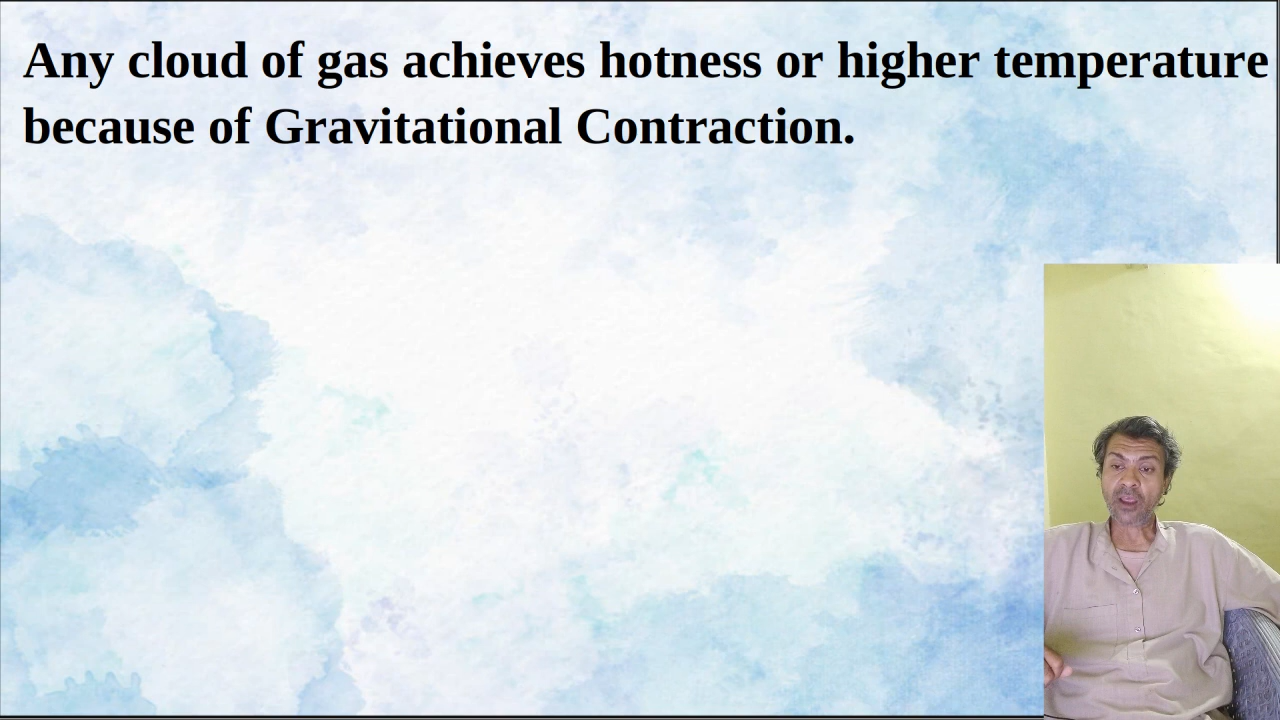 Any cloud of gas achieves hotness or higher temperature
because of Gravitational Contraction.